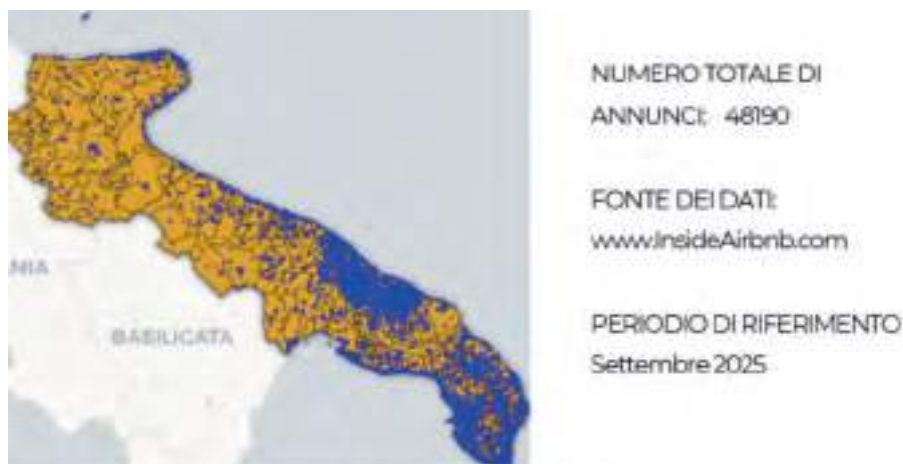 NIA
BASILICATA
NUMERO TOTALE DI
ANNUNCI: 48190
FONTE DEI DATI:
www.InsideAirbnb.com
PERIODIO DI RIFERIMENTO
Settembre 2025